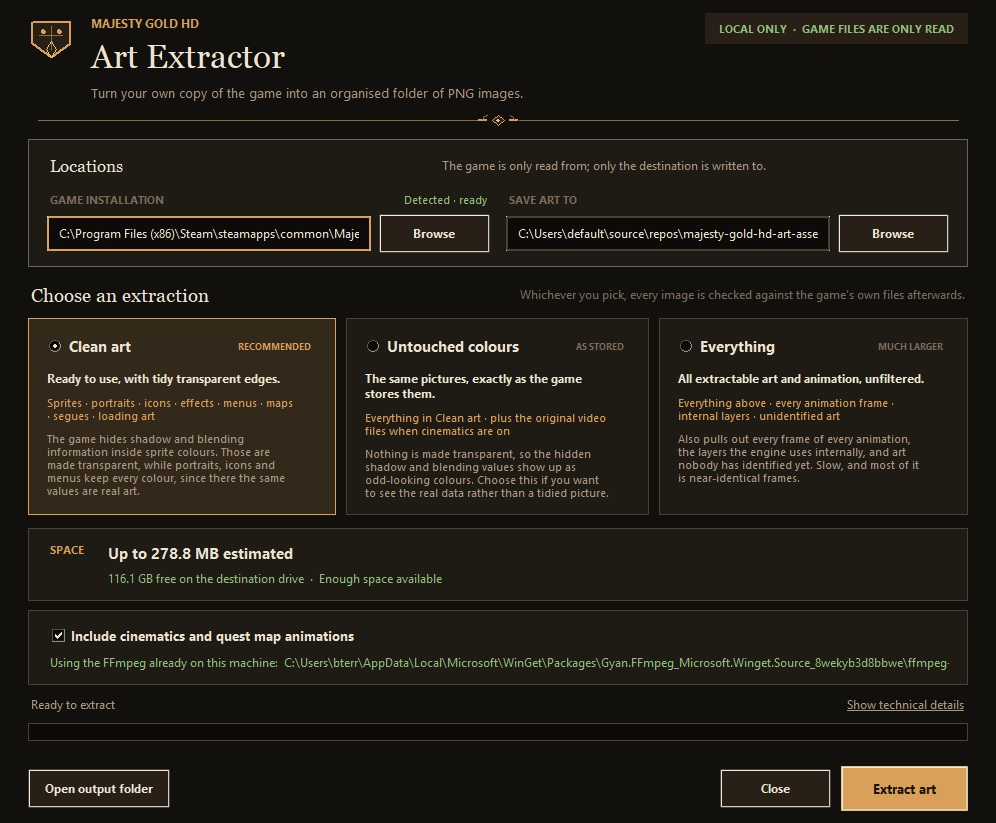 MAJESTY GOLD HD
Art Extractor
Turn your own copy of the game into an organised folder of PNG images.
LOCAL ONLY · GAME FILES ARE ONLY READ
Locations
The game is only read from; only the destination is written to.
GAME INSTALLATION
Detected · ready
SAVE ART TO
C:\Program Files (x86)\Steam\steamapps\common\Maje
Browse
C:\Users\default\source\repos\majesty-gold-hd-art-asse
Browse
Choose an extraction
Whichever you pick, every image is checked against the game's own files afterwards.
Clean art
RECOMMENDED
Ready to use, with tidy transparent edges.
Sprites · portraits · icons · effects · menus · maps
· segues · loading art
The game hides shadow and blending
information inside sprite colours. Those are
made transparent, while portraits, icons and
menus keep every colour, since there the same
values are real art.
Untouched colours
AS STORED
The same pictures, exactly as the game
stores them.
Everything in Clean art · plus the original video
files when cinematics are on
Nothing is made transparent, so the hidden
shadow and blending values show up as
odd-looking colours. Choose this if you want
to see the real data rather than a tidied picture.
Everything
MUCH LARGER
All extractable art and animation, unfiltered.
Everything above · every animation frame ·
internal layers · unidentified art
Also pulls out every frame of every animation,
the layers the engine uses internally, and art
nobody has identified yet. Slow, and most of it
is near-identical frames.
SPACE
Up to 278.8 MB estimated
116.1 GB free on the destination drive · Enough space available
Include cinematics and quest map animations
Using the FFmpeg already on this machine: C:\Users\bterr\AppData\Local\Microsoft\WinGet\Packages\Gyan.FFmpeg_Microsoft.Winget.Source_8wekyb3d8bbwe\ffmpeg-
Ready to extract
Show technical details
Open output folder
Close
Extract art